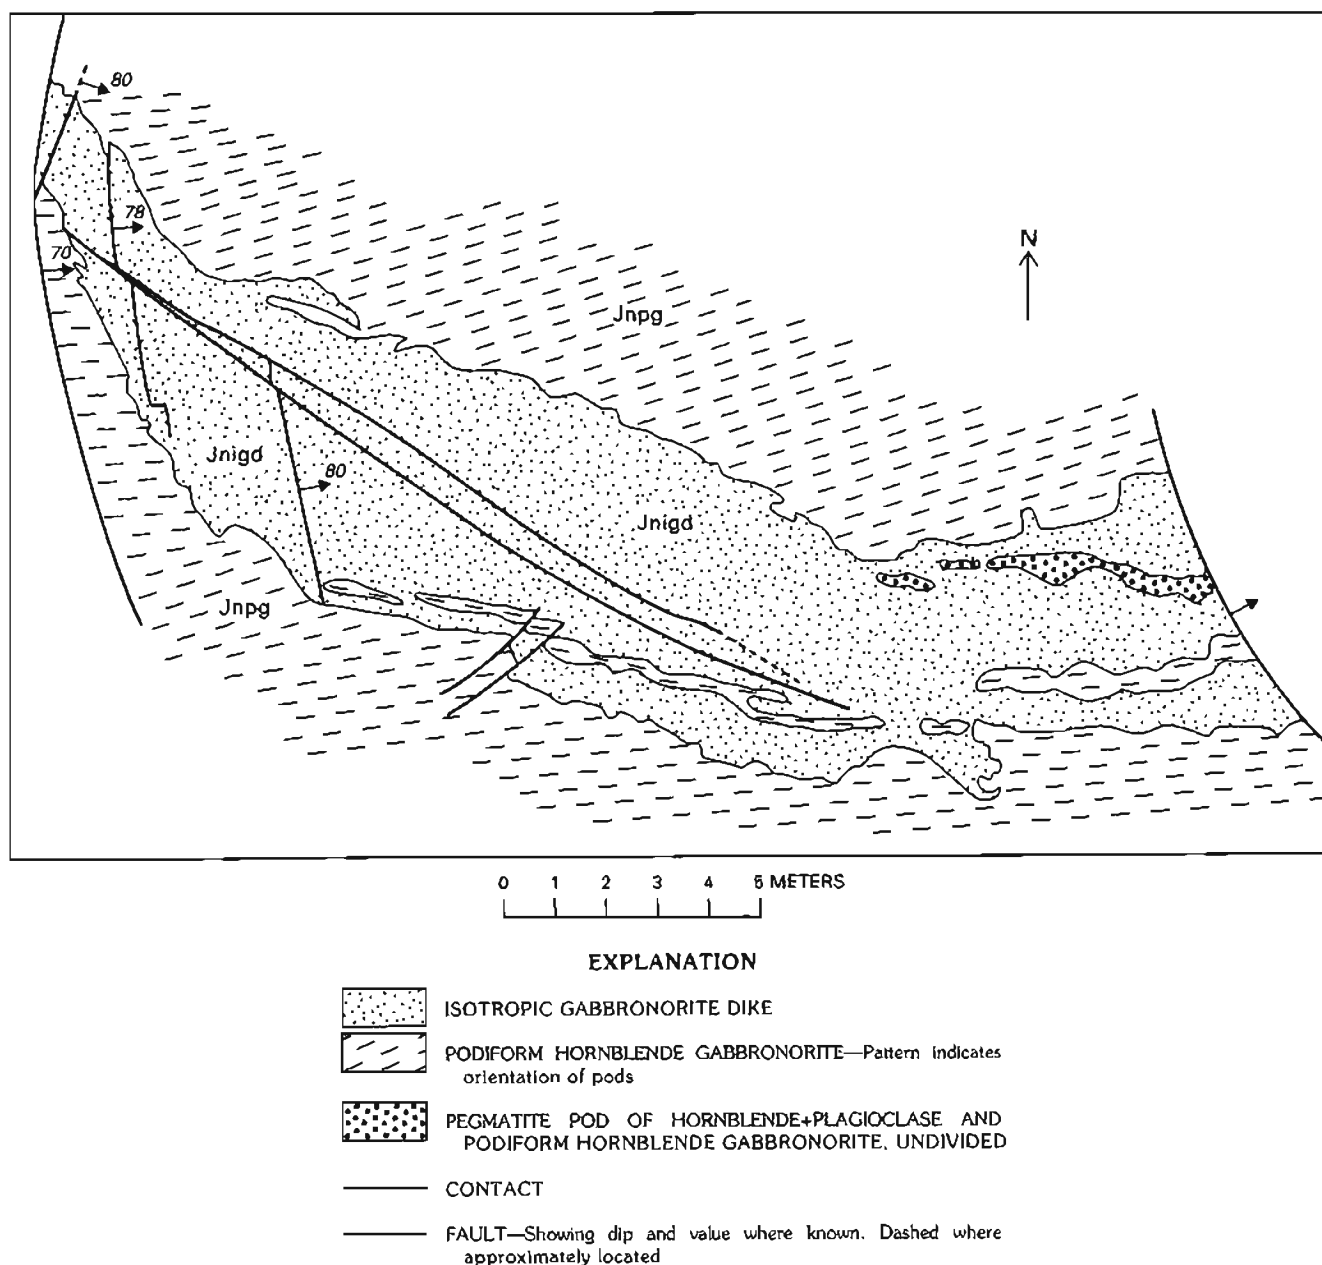 80
78
70
N
Jnpg
Jnigd
80
Jnigd
Jnpg
0 1 2 3 4 5 METERS
EXPLANATION
ISOTROPIC GABBRONORITE DIKE
PODIFORM HORNBLENDE GABBRONORITE—Pattern indicates
orientation of pods
PEGMATITE POD OF HORNBLENDE+PLAGIOCLASE AND
PODIFORM HORNBLENDE GABBRONORITE, UNDIVIDED
CONTACT
FAULT—Showing dip and value where known. Dashed where
approximately located